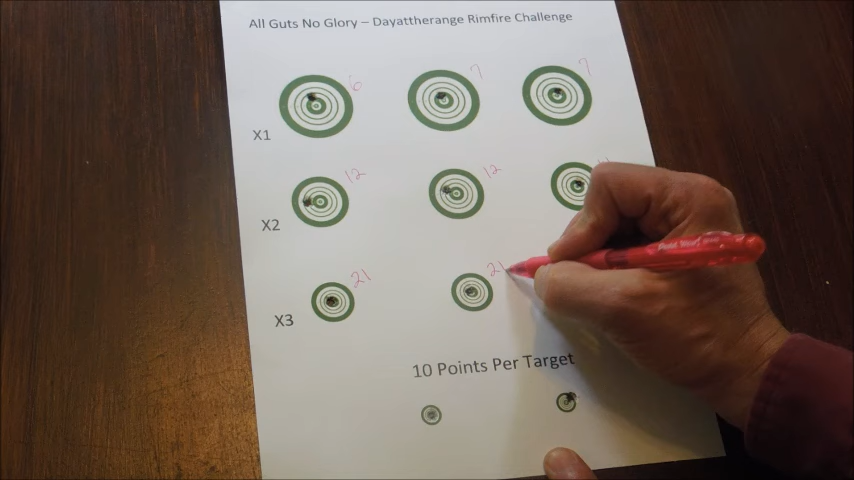 All Guts No Glory – Dayattherange Rimfire Challenge
6 7 7
X1
12 12
X2
21 21
X3
10 Points Per Target